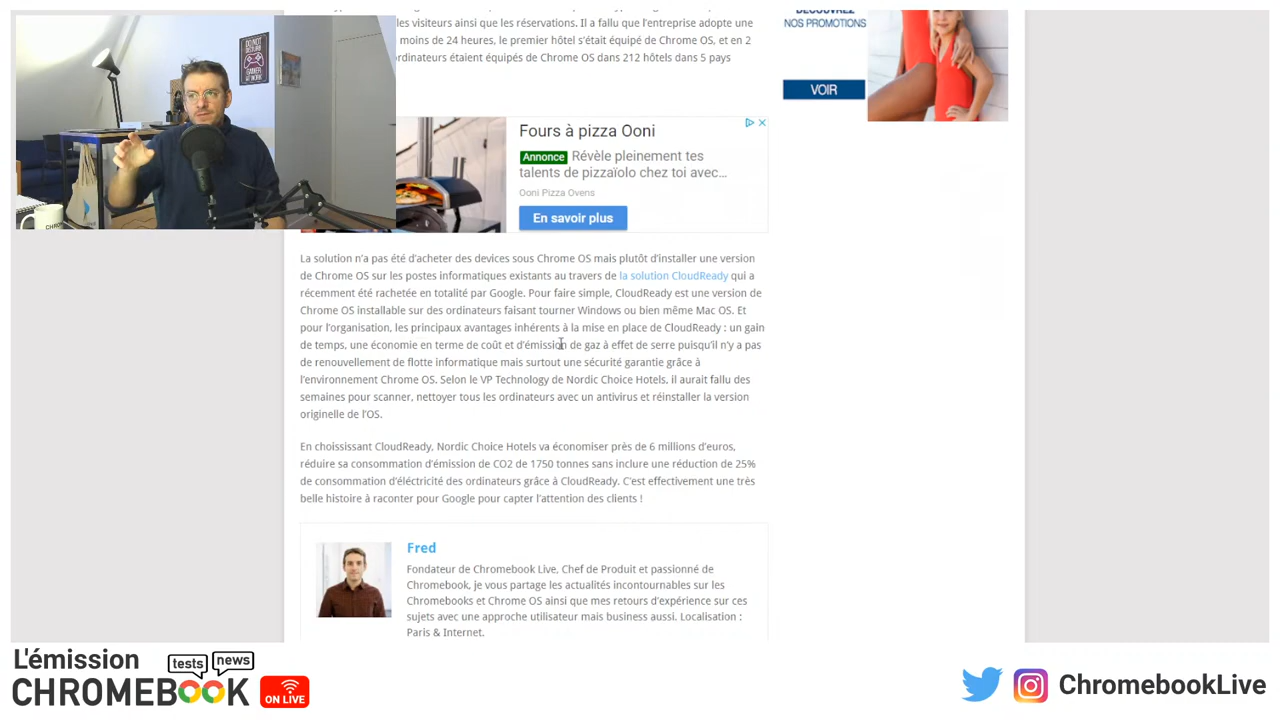 les visiteurs ainsi que les réservations. Il a fallu que l'entreprise adopte une
moins de 24 heures, le premier hôtel s'était équipé de Chrome OS, et en 2
ordinateurs étaient équipés de Chrome OS dans 212 hôtels dans 5 pays
NOS PROMOTIONS
VOIR
DO NOT
DISTURB
GAMER
AT WORK
Fours à pizza Ooni
Annonce Révèle pleinement tes
talents de pizzaïolo chez toi avec...
Ooni Pizza Ovens
En savoir plus
La solution n'a pas été d'acheter des devices sous Chrome OS mais plutôt d'installer une version
de Chrome OS sur les postes informatiques existants au travers de la solution CloudReady qui a
récemment été rachetée en totalité par Google. Pour faire simple, CloudReady est une version de
Chrome OS installable sur des ordinateurs faisant tourner Windows ou bien même Mac OS. Et
pour l'organisation, les principaux avantages inhérents à la mise en place de CloudReady : un gain
de temps, une économie en terme de coût et d'émission de gaz à effet de serre puisqu'il n'y a pas
de renouvellement de flotte informatique mais surtout une sécurité garantie grâce à
l'environnement Chrome OS. Selon le VP Technology de Nordic Choice Hotels, il aurait fallu des
semaines pour scanner, nettoyer tous les ordinateurs avec un antivirus et réinstaller la version
originelle de l'OS.
En choississant CloudReady, Nordic Choice Hotels va économiser près de 6 millions d'euros,
réduire sa consommation d'émission de CO2 de 1750 tonnes sans inclure une réduction de 25%
de consommation d'éléctricité des ordinateurs grâce à CloudReady. C'est effectivement une très
belle histoire à raconter pour Google pour capter l'attention des clients !
Fred
Fondateur de Chromebook Live, Chef de Produit et passionné de
Chromebook, je vous partage les actualités incontournables sur les
Chromebooks et Chrome OS ainsi que mes retours d'expérience sur ces
sujets avec une approche utilisateur mais business aussi. Localisation :
Paris & Internet.
L'émission
tests
news
CHROMEBOOK
ON LIVE
ChromebookLive